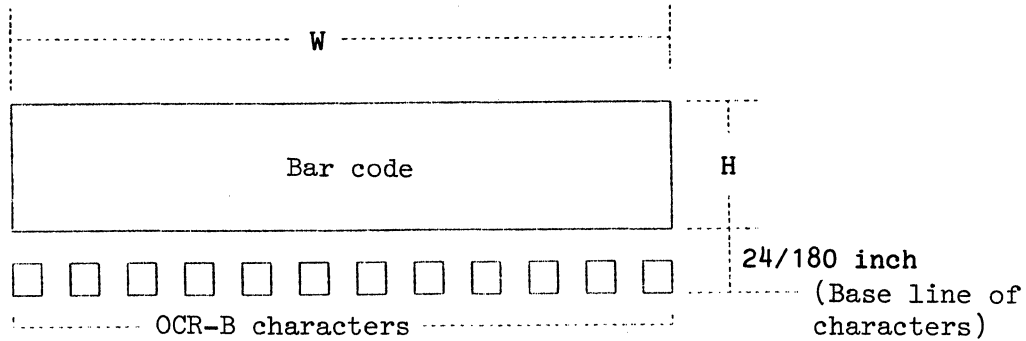 W
Bar code
H
24/180 inch
(Base line of
characters)
OCR-B characters